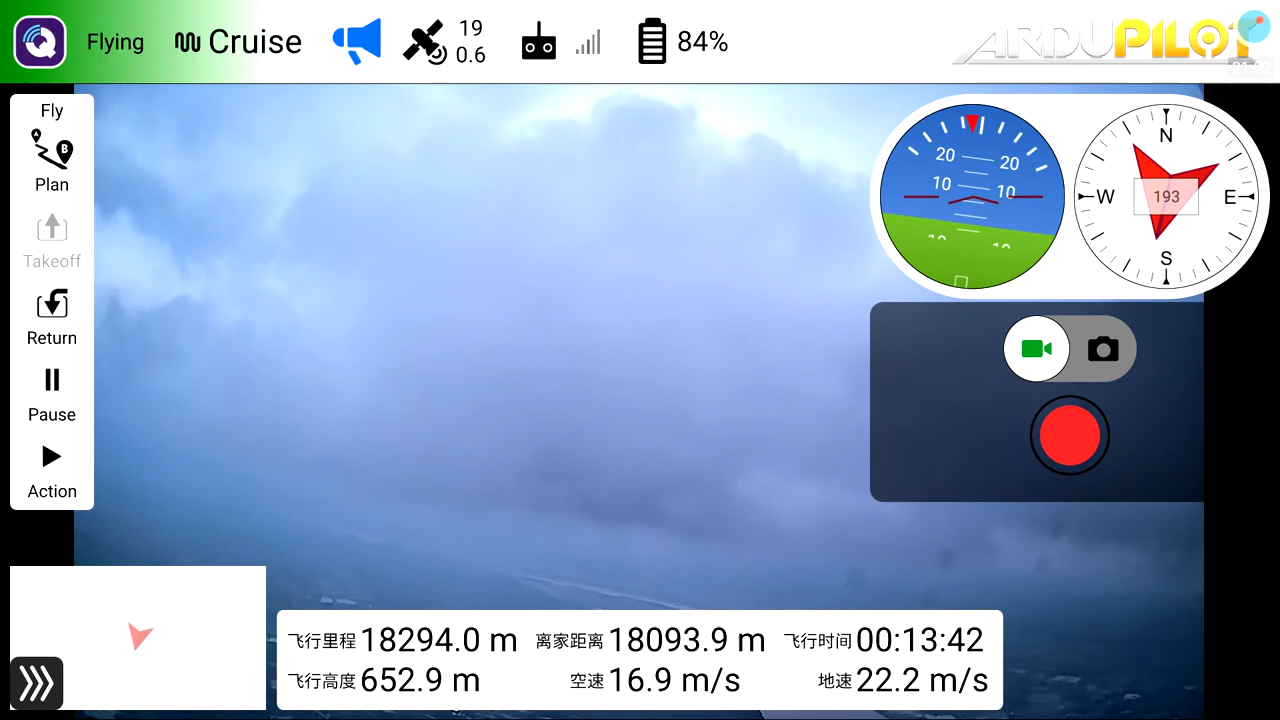 Flying
Cruise
19
0.6
84%
ARDUPILOT
Fly
Plan
Takeoff
Return
Pause
Action
20 20
10 10
N
W 193 E
S
飞行里程 18294.0 m 离家距离 18093.9 m 飞行时间 00:13:42
飞行高度 652.9 m 空速 16.9 m/s 地速 22.2 m/s